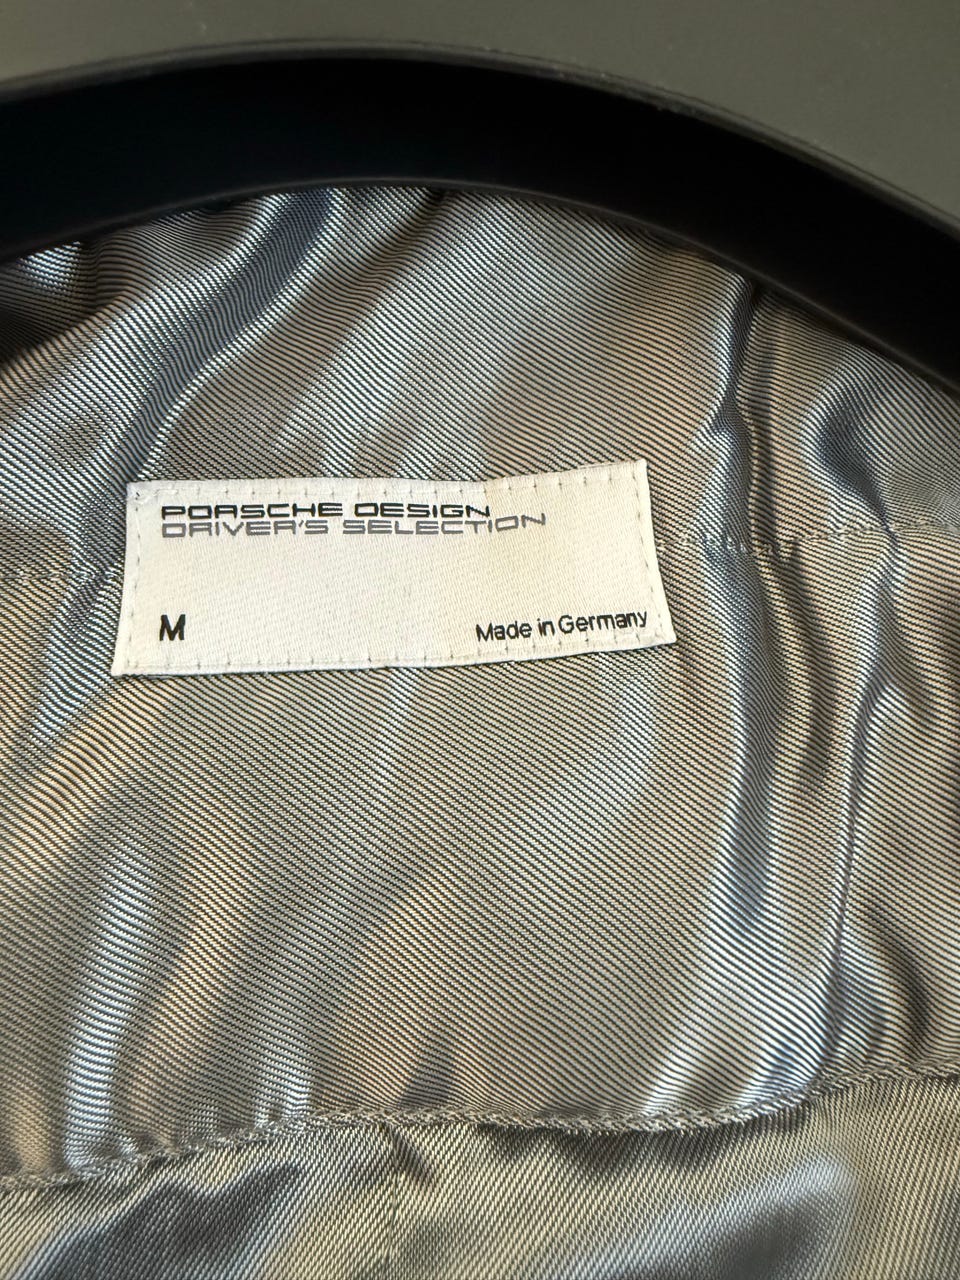 PORSCHE DESIGN
DRIVER'S SELECTION
M
Made in Germany